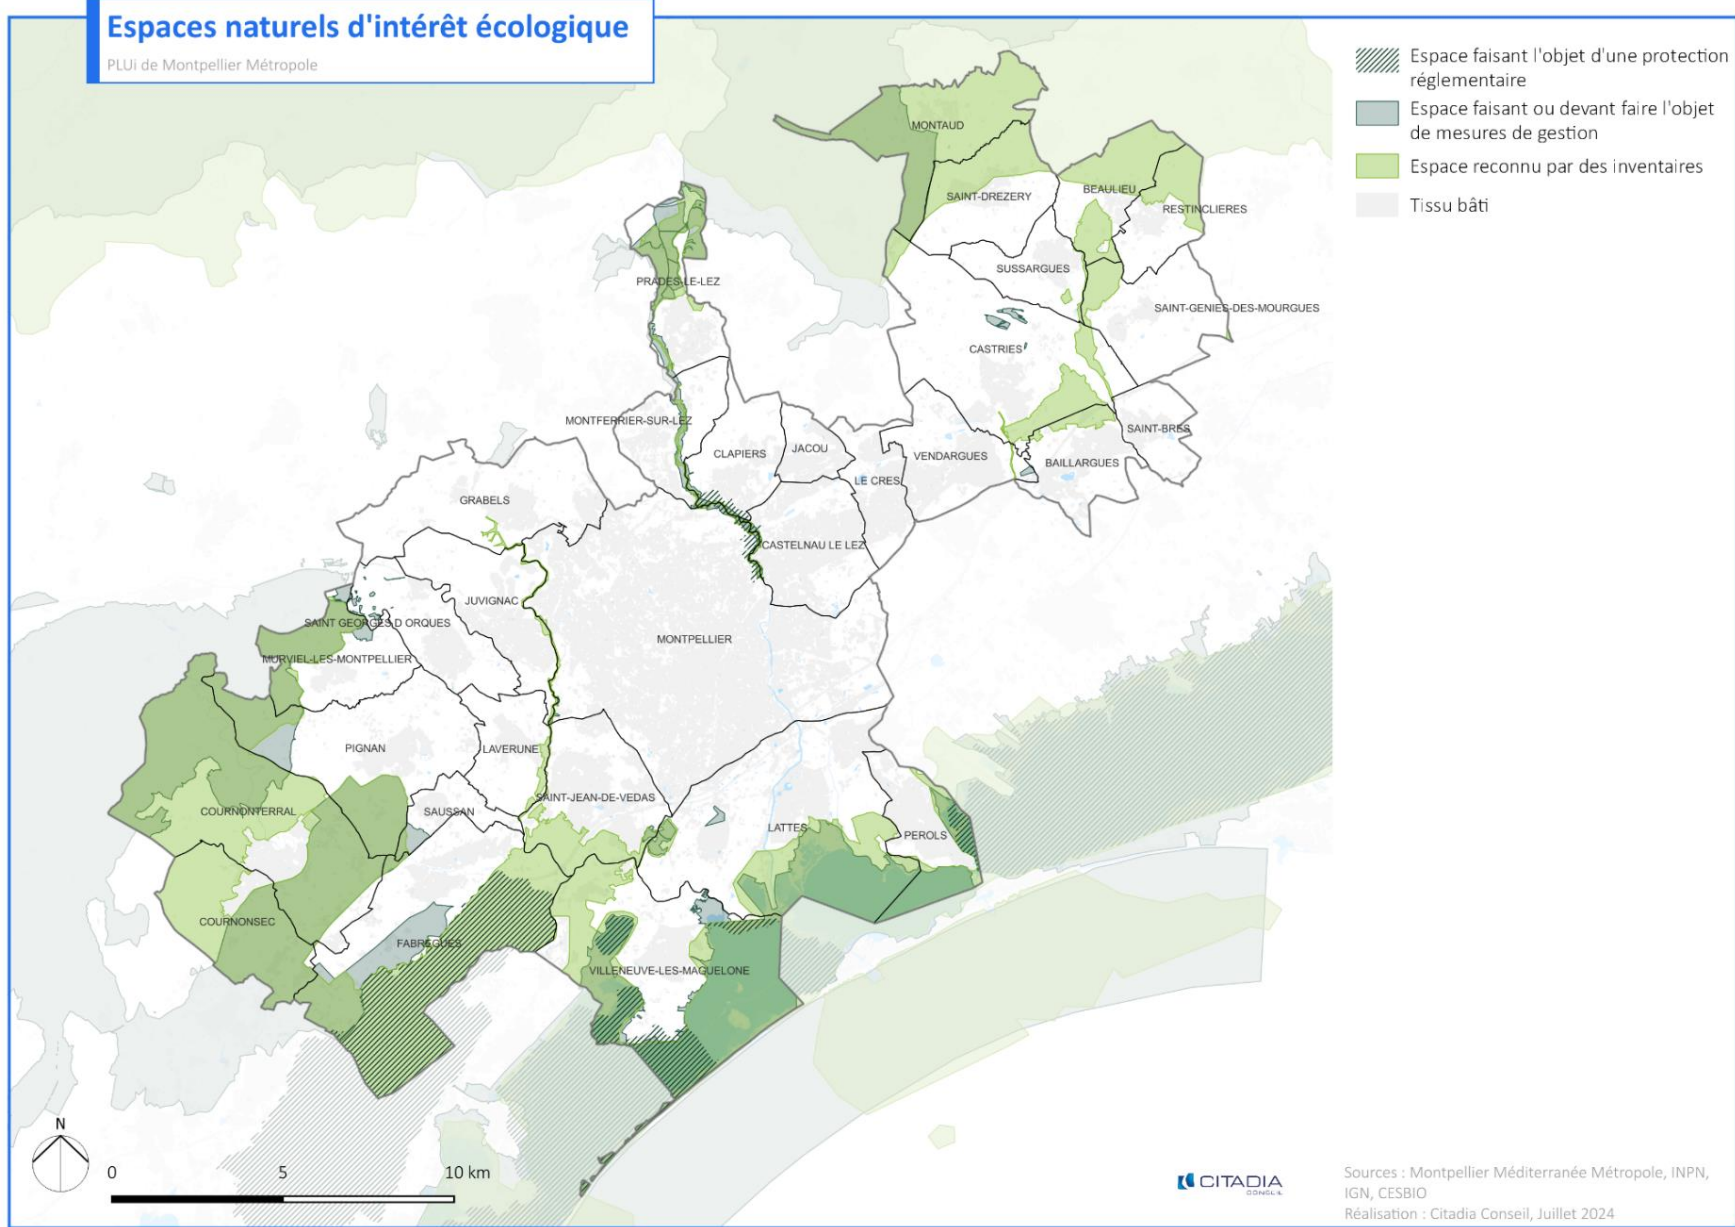 Espaces naturels d'intérêt écologique
PLUi de Montpellier Métropole
Espace faisant l'objet d'une protection
réglementaire
Espace faisant ou devant faire l'objet
de mesures de gestion
Espace reconnu par des inventaires
Tissu bâti
MONTAUD
SAINT-DREZERY
BEAULIEU
RESTINCLIERES
SUSSARGUES
PRADES-LE-LEZ
SAINT-GENIES-DES-MOURGUES
CASTRIES
MONTFERRIER-SUR-LEZ
SAINT-BRES
CLAPIERS
JACOU
VENDARGUES
BAILLARGUES
LE CRES
GRABELS
CASTELNAU LE LEZ
JUVIGNAC
SAINT GEORGES D ORQUES
MONTPELLIER
MURVIEL-LES-MONTPELLIER
PIGNAN
LAVERUNE
SAINT-JEAN-DE-VEDAS
COURNONTERRAL
SAUSSAN
LATTES
PEROLS
COURNONSEC
FABREGUES
VILLENEUVE-LES-MAGUELONE
N
0
5
10 km
CITADIA
CONSEIL
Sources : Montpellier Méditerranée Métropole, INPN,
IGN, CESBIO
Réalisation : Citadia Conseil, Juillet 2024